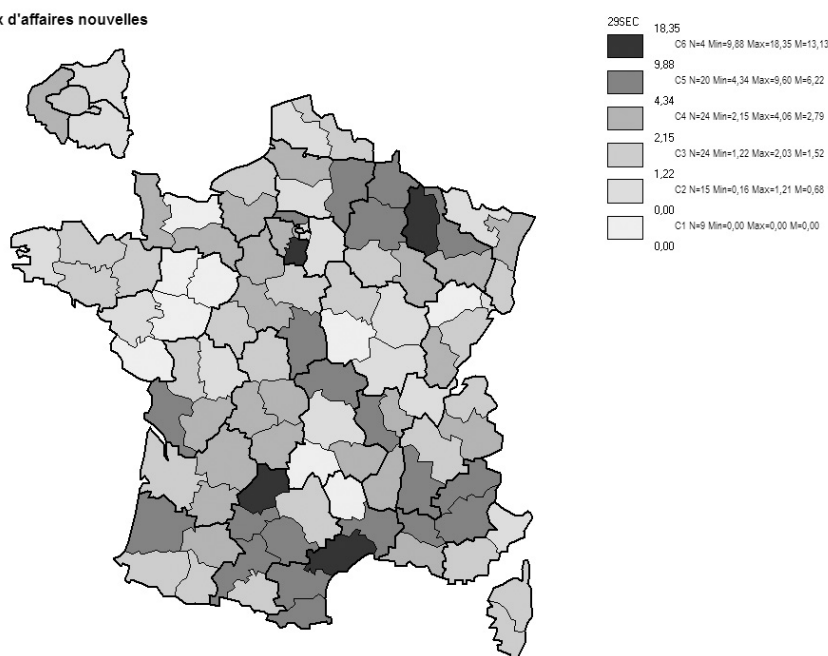 x d'affaires nouvelles
29SEC
18,35
C6 N=4 Min=9,88 Max=18,35 M=13,13
9,88
C5 N=20 Min=4,34 Max=9,60 M=6,22
4,34
C4 N=24 Min=2,15 Max=4,06 M=2,79
2,15
C3 N=24 Min=1,22 Max=2,03 M=1,52
1,22
C2 N=15 Min=0,16 Max=1,21 M=0,68
0,00
C1 N=9 Min=0,00 Max=0,00 M=0,00
0,00